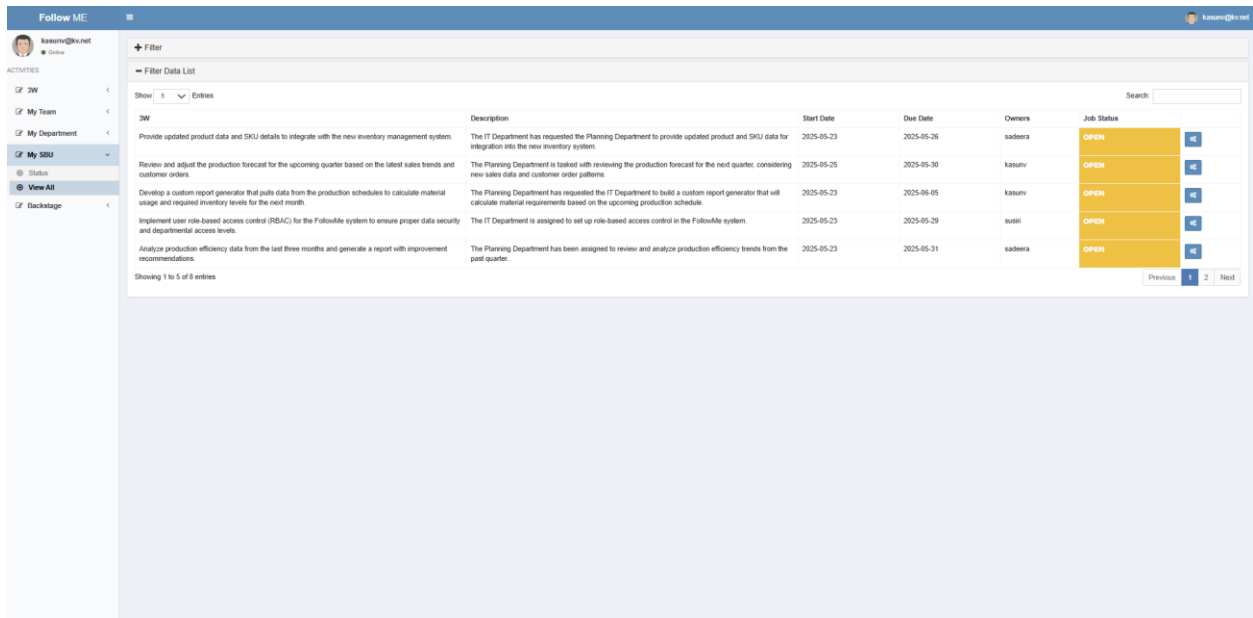 Follow ME
kasunv@kv.net
kasunv@kv.net
Online
ACTIVITIES
3W
My Team
My Department
My SBU
Status
View All
Backstage
Filter
Filter Data List
Show 5 Entries
Search:
3W Description Start Date Due Date Owners Job Status
Provide updated product data and SKU details to integrate with the new inventory management system.
The IT Department has requested the Planning Department to provide updated product and SKU data for
integration into the new inventory system.
2025-05-23 2025-05-26 sadeera OPEN
Review and adjust the production forecast for the upcoming quarter based on the latest sales trends and
customer orders.
The Planning Department is tasked with reviewing the production forecast for the next quarter, considering
new sales data and customer order patterns.
2025-05-25 2025-05-30 kasunv OPEN
Develop a custom report generator that pulls data from the production schedules to calculate material
usage and required inventory levels for the next month.
The Planning Department has requested the IT Department to build a custom report generator that will
calculate material requirements based on the upcoming production schedule.
2025-05-23 2025-06-05 kasunv OPEN
Implement user role-based access control (RBAC) for the FollowMe system to ensure proper data security
and departmental access levels.
The IT Department is assigned to set up role-based access control in the FollowMe system.
2025-05-23 2025-05-29 susiri OPEN
Analyze production efficiency data from the last three months and generate a report with improvement
recommendations.
The Planning Department has been assigned to review and analyze production efficiency trends from the
past quarter.
2025-05-23 2025-05-31 sadeera OPEN
Showing 1 to 5 of 8 entries
Previous 1 2 Next